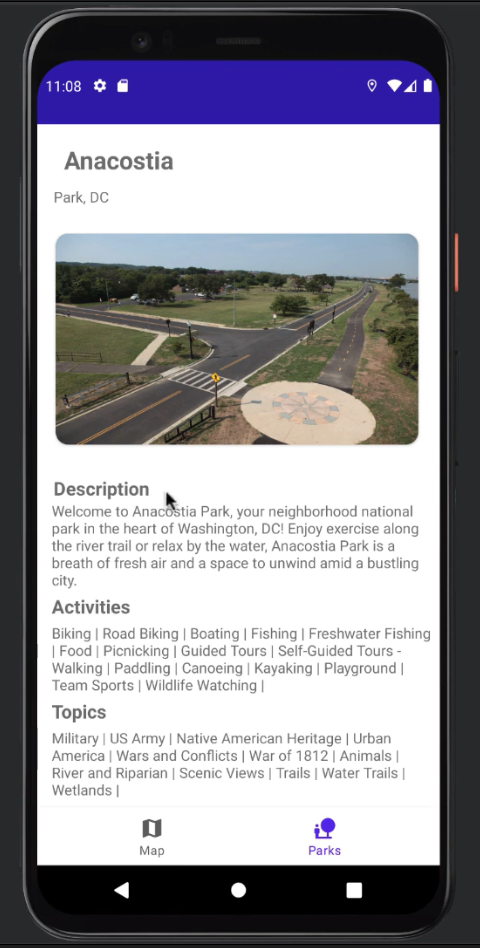 11:08
Anacostia
Park, DC
Description
Welcome to Anacostia Park, your neighborhood national
park in the heart of Washington, DC! Enjoy exercise along
the river trail or relax by the water, Anacostia Park is a
breath of fresh air and a space to unwind amid a bustling
city.
Activities
Biking | Road Biking | Boating | Fishing | Freshwater Fishing
| Food | Picnicking | Guided Tours | Self-Guided Tours -
Walking | Paddling | Canoeing | Kayaking | Playground |
Team Sports | Wildlife Watching |
Topics
Military | US Army | Native American Heritage | Urban
America | Wars and Conflicts | War of 1812 | Animals |
River and Riparian | Scenic Views | Trails | Water Trails |
Wetlands |
Map
Parks